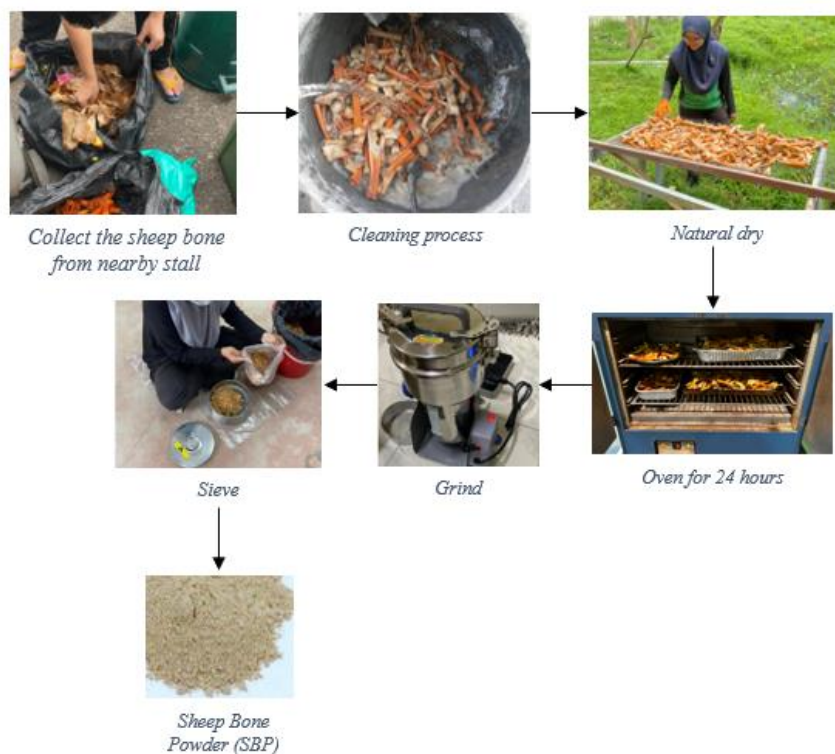 Collect the sheep bone
from nearby stall
Cleaning process
Natural dry
Oven for 24 hours
Grind
Sieve
Sheep Bone
Powder (SBP)